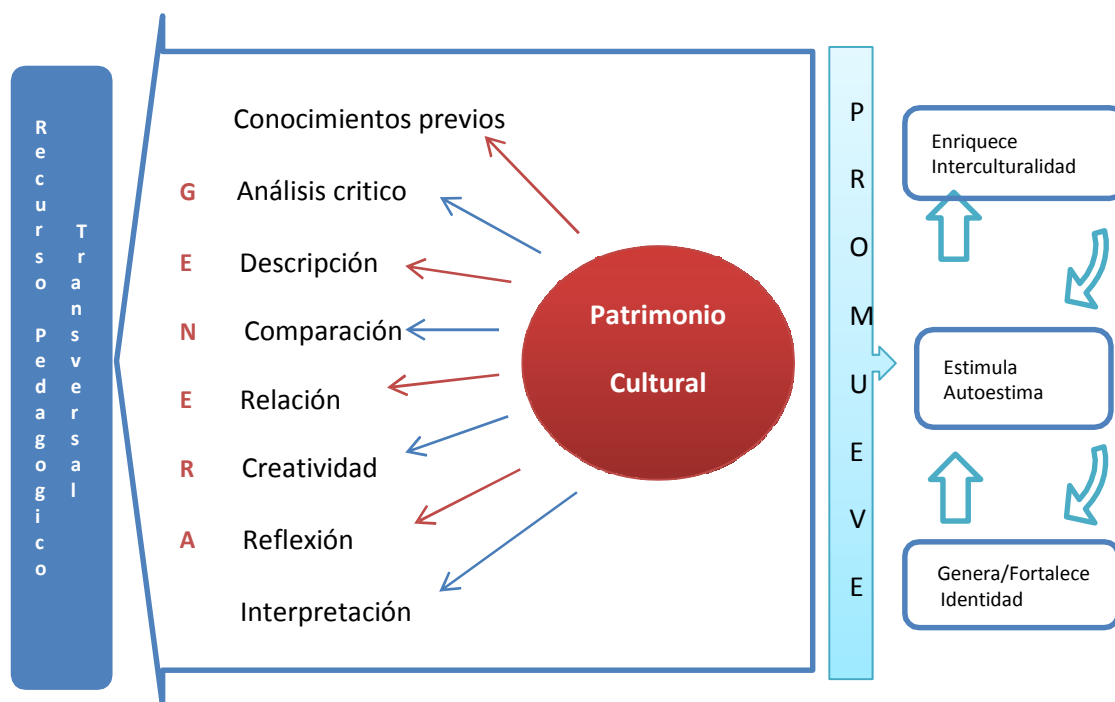 Recurso Pedagogico
Transversal
GENERA
Conocimientos previos
Análisis critico
Descripción
Comparación
Relación
Creatividad
Reflexión
Interpretación
Patrimonio
Cultural
PROMUEVE
Enriquece
Interculturalidad
Estimula
Autoestima
Genera/Fortalece
Identidad